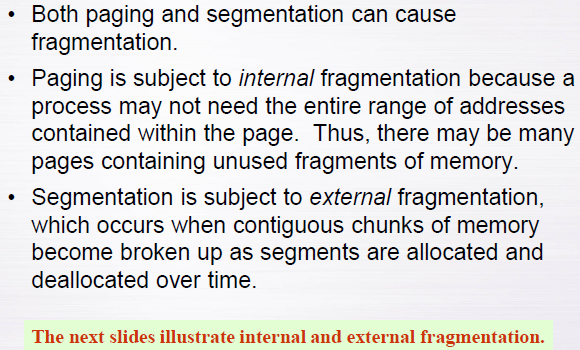 • Both paging and segmentation can cause
fragmentation.
• Paging is subject to internal fragmentation because a
process may not need the entire range of addresses
contained within the page.  Thus, there may be many
pages containing unused fragments of memory.
• Segmentation is subject to external fragmentation,
which occurs when contiguous chunks of memory
become broken up as segments are allocated and
deallocated over time.
The next slides illustrate internal and external fragmentation.